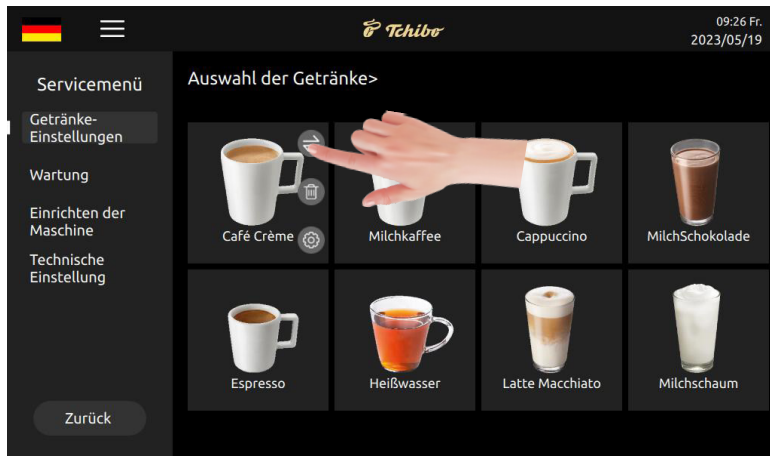 Tchibo
09:26 Fr.
2023/05/19
Servicemenü
Getränke-
Einstellungen
Wartung
Einrichten der
Maschine
Technische
Einstellung
Zurück
Auswahl der Getränke>
Café Crème
Milchkaffee
Cappuccino
MilchSchokolade
Espresso
Heißwasser
Latte Macchiato
Milchschaum